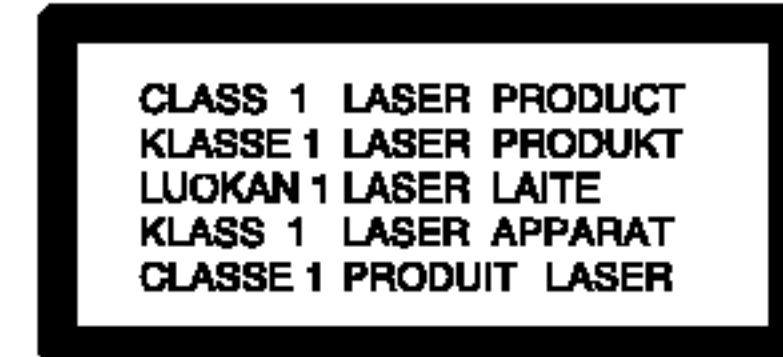 CLASS 1 LASER PRODUCT
KLASSE 1 LASER PRODUKT
LUOKAN 1 LASER LAITE
KLASS 1 LASER APPARAT
CLASSE 1 PRODUIT LASER